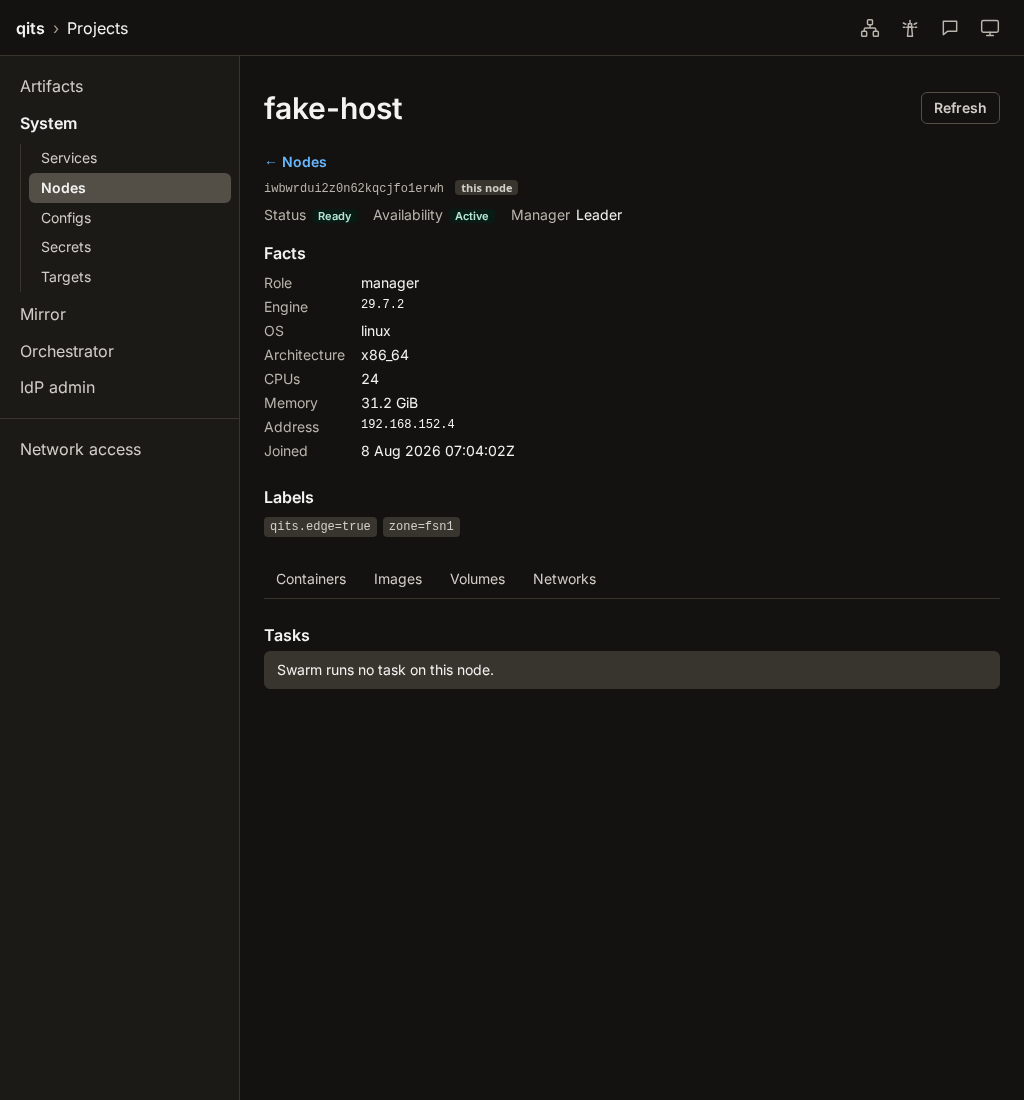 qits › Projects
Artifacts
System
Services
Nodes
Configs
Secrets
Targets
Mirror
Orchestrator
IdP admin
Network access
fake-host
Refresh
← Nodes
iwbwrdui2z0n62kqcjfo1erwh this node
Status Ready Availability Active Manager Leader
Facts
Role manager
Engine 29.7.2
OS linux
Architecture x86_64
CPUs 24
Memory 31.2 GiB
Address 192.168.152.4
Joined 8 Aug 2026 07:04:02Z
Labels
qits.edge=true zone=fsn1
Containers Images Volumes Networks
Tasks
Swarm runs no task on this node.